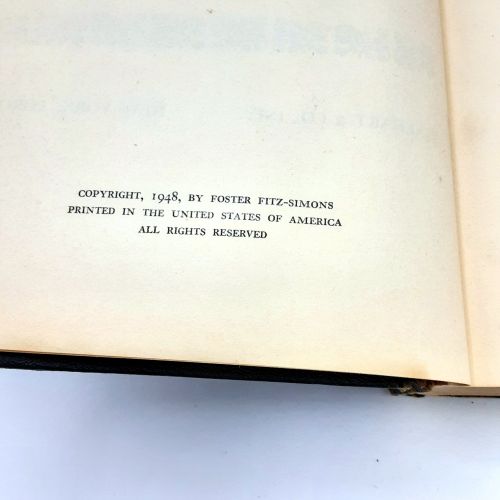 COPYRIGHT, 1948, BY FOSTER FITZ-SIMONS
PRINTED IN THE UNITED STATES OF AMERICA
ALL RIGHTS RESERVED